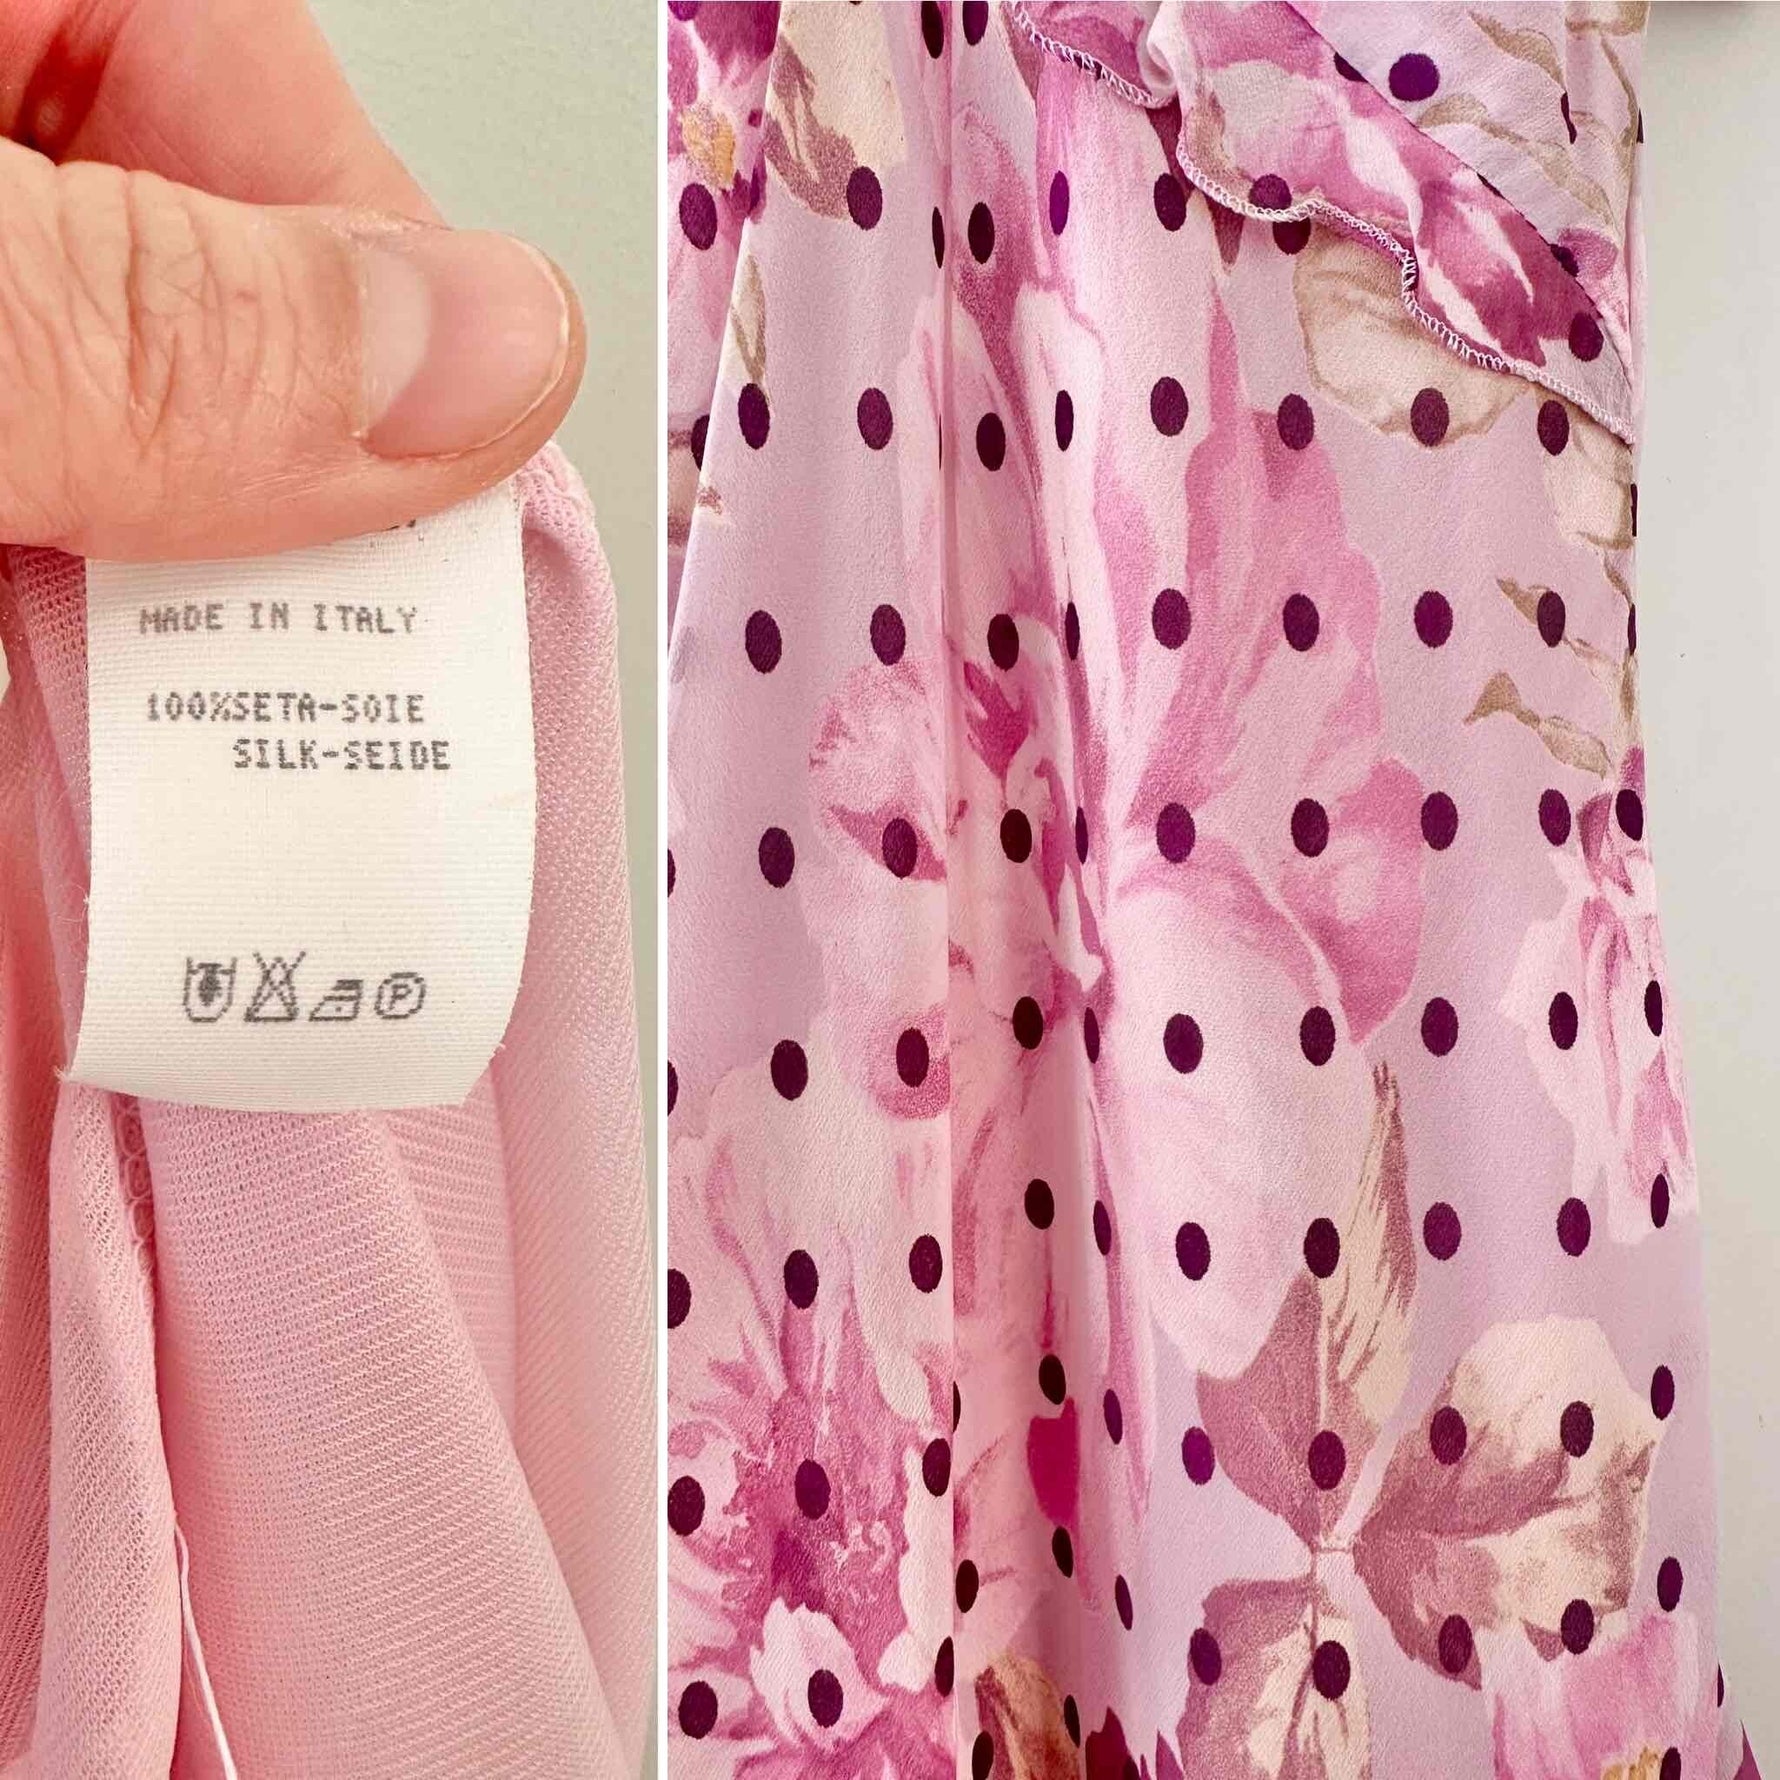 MADE IN ITALY
100%SETA-SOIE
SILK-SEIDE
P